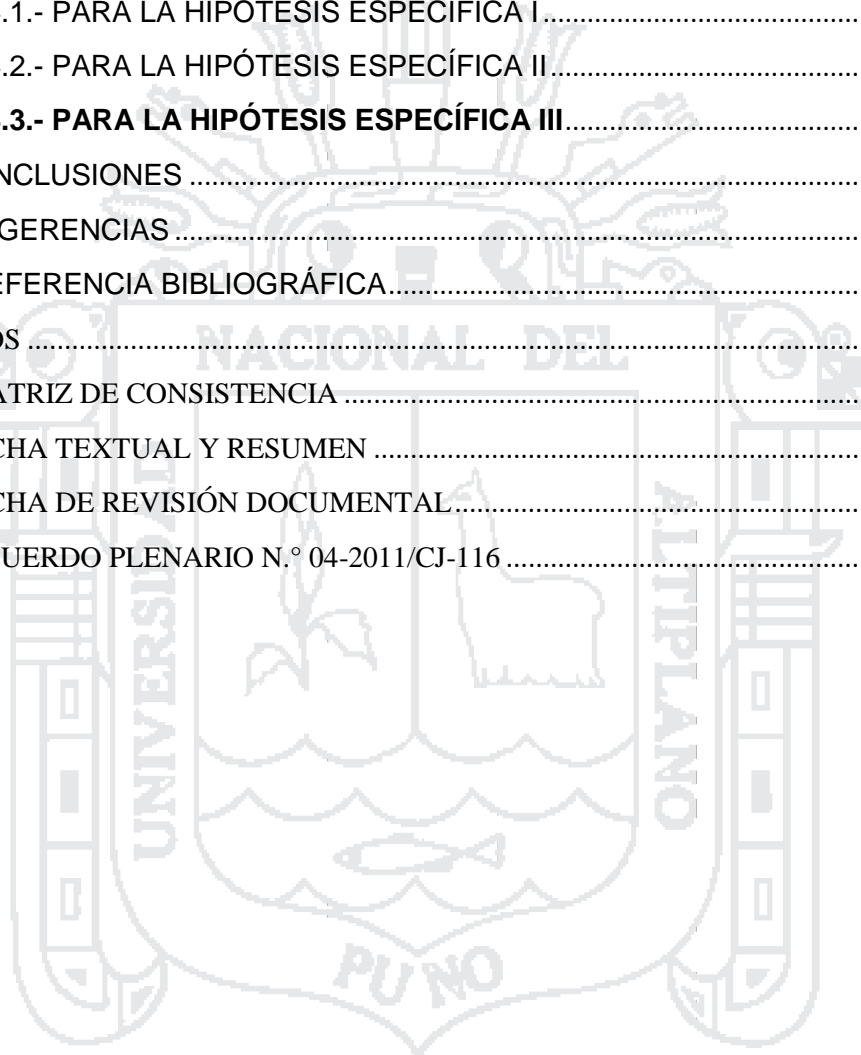 .1.- PARA LA HIPÓTESIS ESPECÍFICA I
.2.- PARA LA HIPÓTESIS ESPECÍFICA II
.3.- PARA LA HIPÓTESIS ESPECÍFICA III
NCLUSIONES
GERENCIAS
EFERENCIA BIBLIOGRÁFICA
OS
ATRIZ DE CONSISTENCIA
CHA TEXTUAL Y RESUMEN
CHA DE REVISIÓN DOCUMENTAL
UERDO PLENARIO N.° 04-2011/CJ-116
UNIVERSIDAD
NACIONAL DEL
ALTIPLANO
PUNO